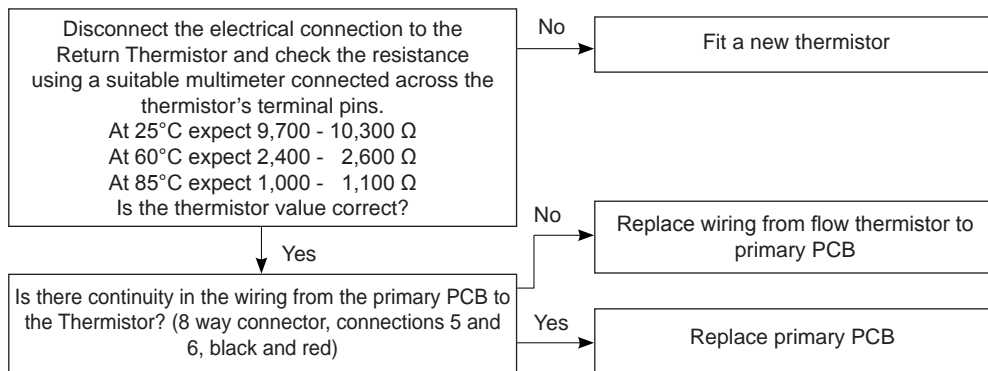 Disconnect the electrical connection to the
Return Thermistor and check the resistance
using a suitable multimeter connected across the
thermistor's terminal pins.
At 25°C expect 9,700 - 10,300 Ω
At 60°C expect 2,400 - 2,600 Ω
At 85°C expect 1,000 - 1,100 Ω
Is the thermistor value correct?
No
Fit a new thermistor
Yes
Is there continuity in the wiring from the primary PCB to
the Thermistor? (8 way connector, connections 5 and
6, black and red)
No
Replace wiring from flow thermistor to
primary PCB
Yes
Replace primary PCB